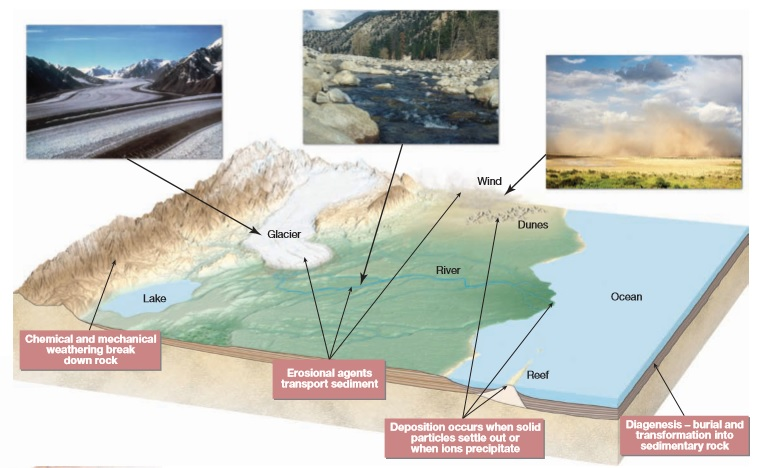 Wind
Dunes
Glacier
River
Lake
Ocean
Chemical and mechanical
weathering break
down rock
Erosional agents
transport sediment
Reef
Deposition occurs when solid
particles settle out or
when ions precipitate
Diagenesis – burial and
transformation into
sedimentary rock